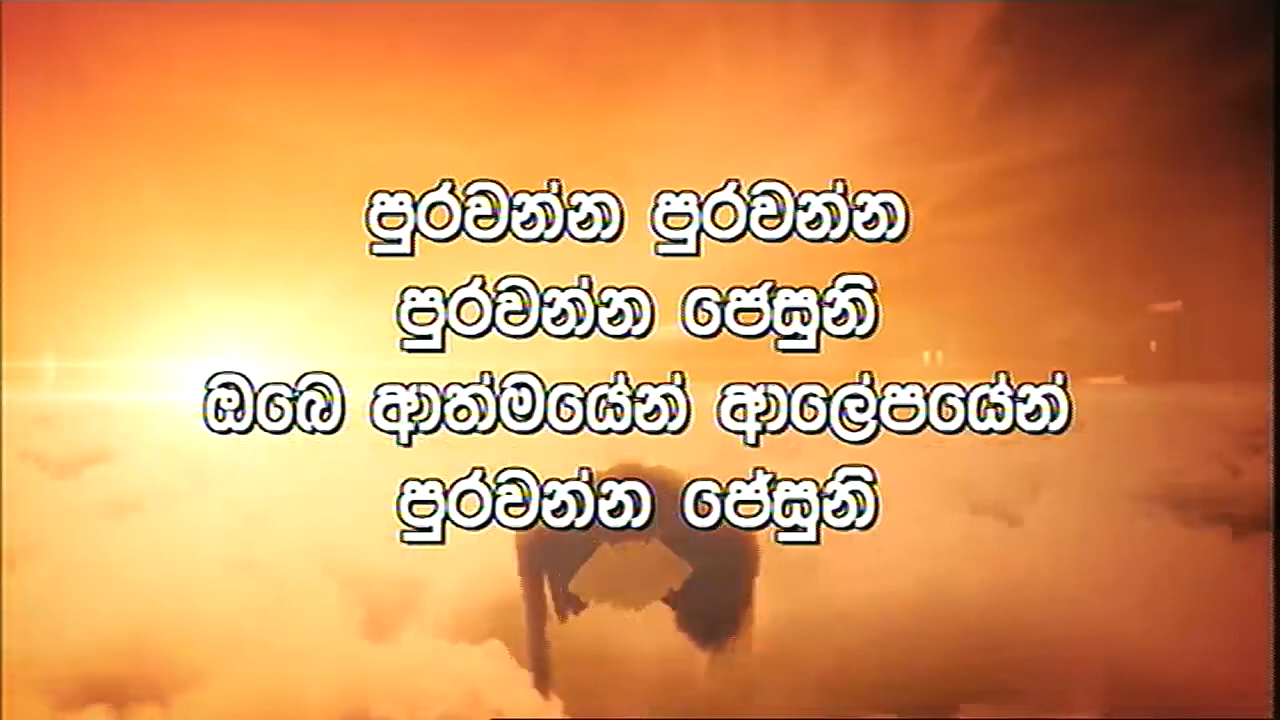 පුරවන්න පුරවන්න
පුරවන්න ජෙසුනි
ඔබෙ ආත්මයේන් ආලේපයේන්
පුරවන්න ජේසුනි